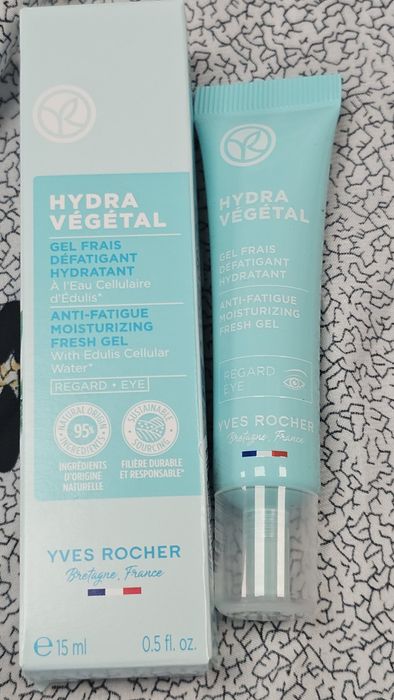 HYDRA
VÉGÉTAL
GEL FRAIS
DÉFATIGANT
HYDRATANT
À l'Eau Cellulaire
d'Édulis*
ANTI-FATIGUE
MOISTURIZING
FRESH GEL
With Edulis Cellular
Water*
REGARD • EYE
NATURAL ORIGIN
95%
INGREDIENTS
INGRÉDIENTS
D'ORIGINE
NATURELLE
SUSTAINABLE
SOURCING
FILIÈRE DURABLE
ET RESPONSABLE*
YVES ROCHER
Bretagne, France
℮ 15 ml 0.5 fl. oz.
HYDRA
VÉGÉTAL
GEL FRAIS
DÉFATIGANT
HYDRATANT
ANTI-FATIGUE
MOISTURIZING
FRESH GEL
REGARD
EYE
YVES ROCHER
Bretagne, France